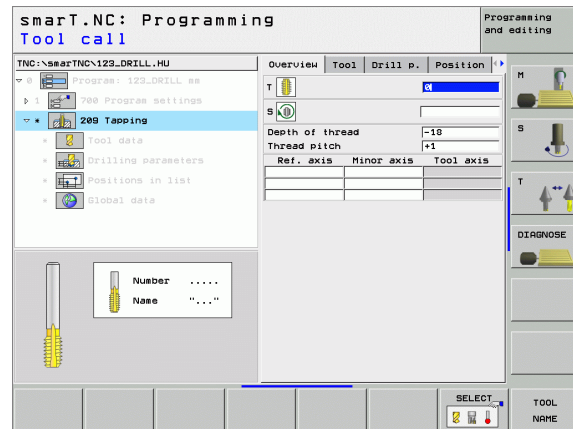 smarT.NC: Programming
Tool call
Programming
and editing
TNC:\smarTNC\123_DRILL.HU
0 Program: 123_DRILL mm
1 700 Program settings
* 209 Tapping
* Tool data
* Drilling parameters
* Positions in list
* Global data
Overview Tool Drill p. Position
T 0
S
Depth of thread -18
Thread pitch +1
Ref. axis Minor axis Tool axis
Number .....
Name "..."
M
S
T
DIAGNOSE
SELECT
TOOL
NAME